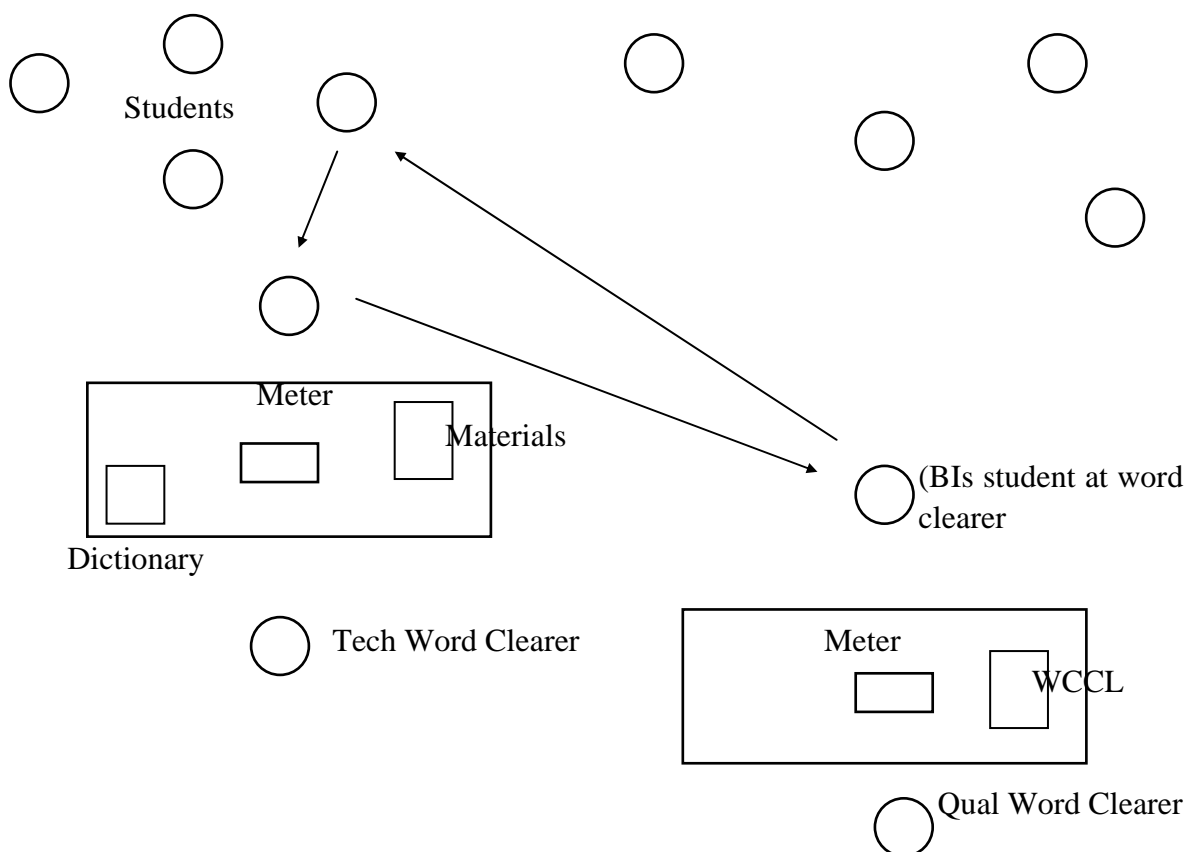 Students
Meter
Materials
(BIs student at word
clearer
Dictionary
Tech Word Clearer
Meter
WCCL
Qual Word Clearer